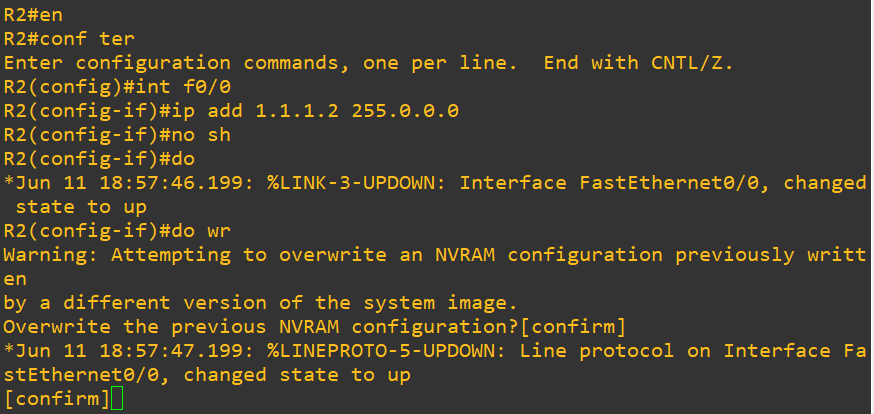 R2#en
R2#conf ter
Enter configuration commands, one per line.  End with CNTL/Z.
R2(config)#int f0/0
R2(config-if)#ip add 1.1.1.2 255.0.0.0
R2(config-if)#no sh
R2(config-if)#do
*Jun 11 18:57:46.199: %LINK-3-UPDOWN: Interface FastEthernet0/0, changed
 state to up
R2(config-if)#do wr
Warning: Attempting to overwrite an NVRAM configuration previously writt
en
by a different version of the system image.
Overwrite the previous NVRAM configuration?[confirm]
*Jun 11 18:57:47.199: %LINEPROTO-5-UPDOWN: Line protocol on Interface Fa
stEthernet0/0, changed state to up
[confirm]